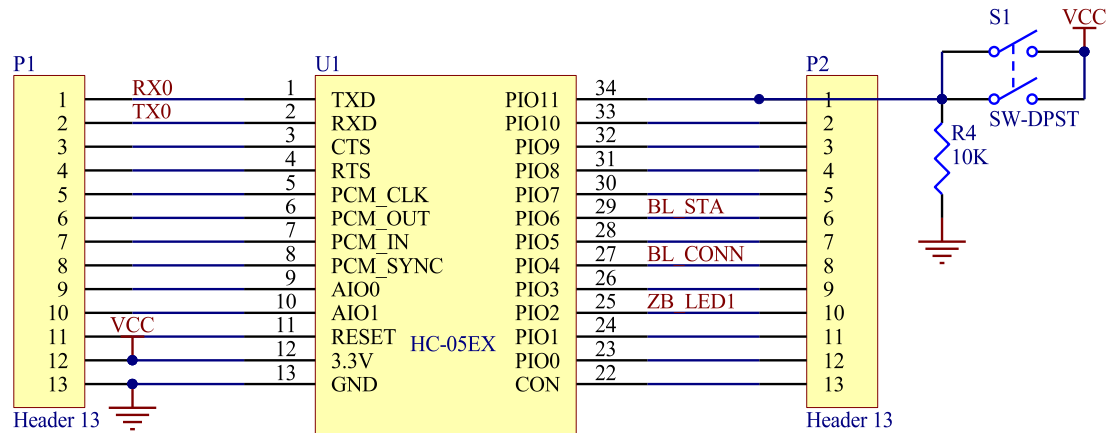 S1
VCC
P1
U1
P2
RX0
TX0
1
2
3
4
5
6
7
8
9
10
11
12
13
VCC
Header 13
1
2
3
4
5
6
7
8
9
10
11
12
13
TXD
RXD
CTS
RTS
PCM_CLK
PCM_OUT
PCM_IN
PCM_SYNC
AIO0
AIO1
RESET
3.3V
GND
HC-05EX
PIO11
PIO10
PIO9
PIO8
PIO7
PIO6
PIO5
PIO4
PIO3
PIO2
PIO1
PIO0
CON
34
33
32
31
30
29
28
27
26
25
24
23
22
BL_STA
BL_CONN
ZB_LED1
1
2
3
4
5
6
7
8
9
10
11
12
13
Header 13
SW-DPST
R4
10K